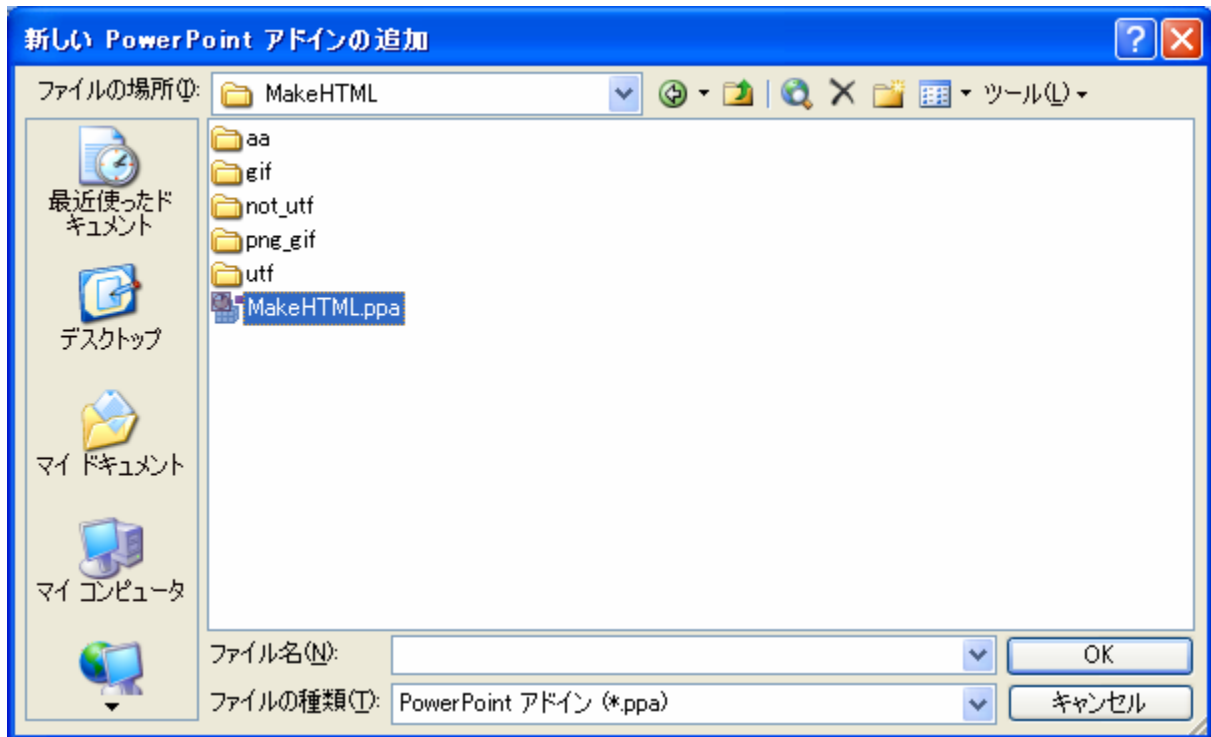 新しい PowerPoint アドインの追加
ファイルの場所(I):
MakeHTML
ツール(L)
最近使ったド
キュメント
デスクトップ
マイ ドキュメント
マイ コンピュータ
aa
gif
not_utf
png_gif
utf
MakeHTML.ppa
ファイル名(N):
OK
ファイルの種類(T):
PowerPoint アドイン (*.ppa)
キャンセル